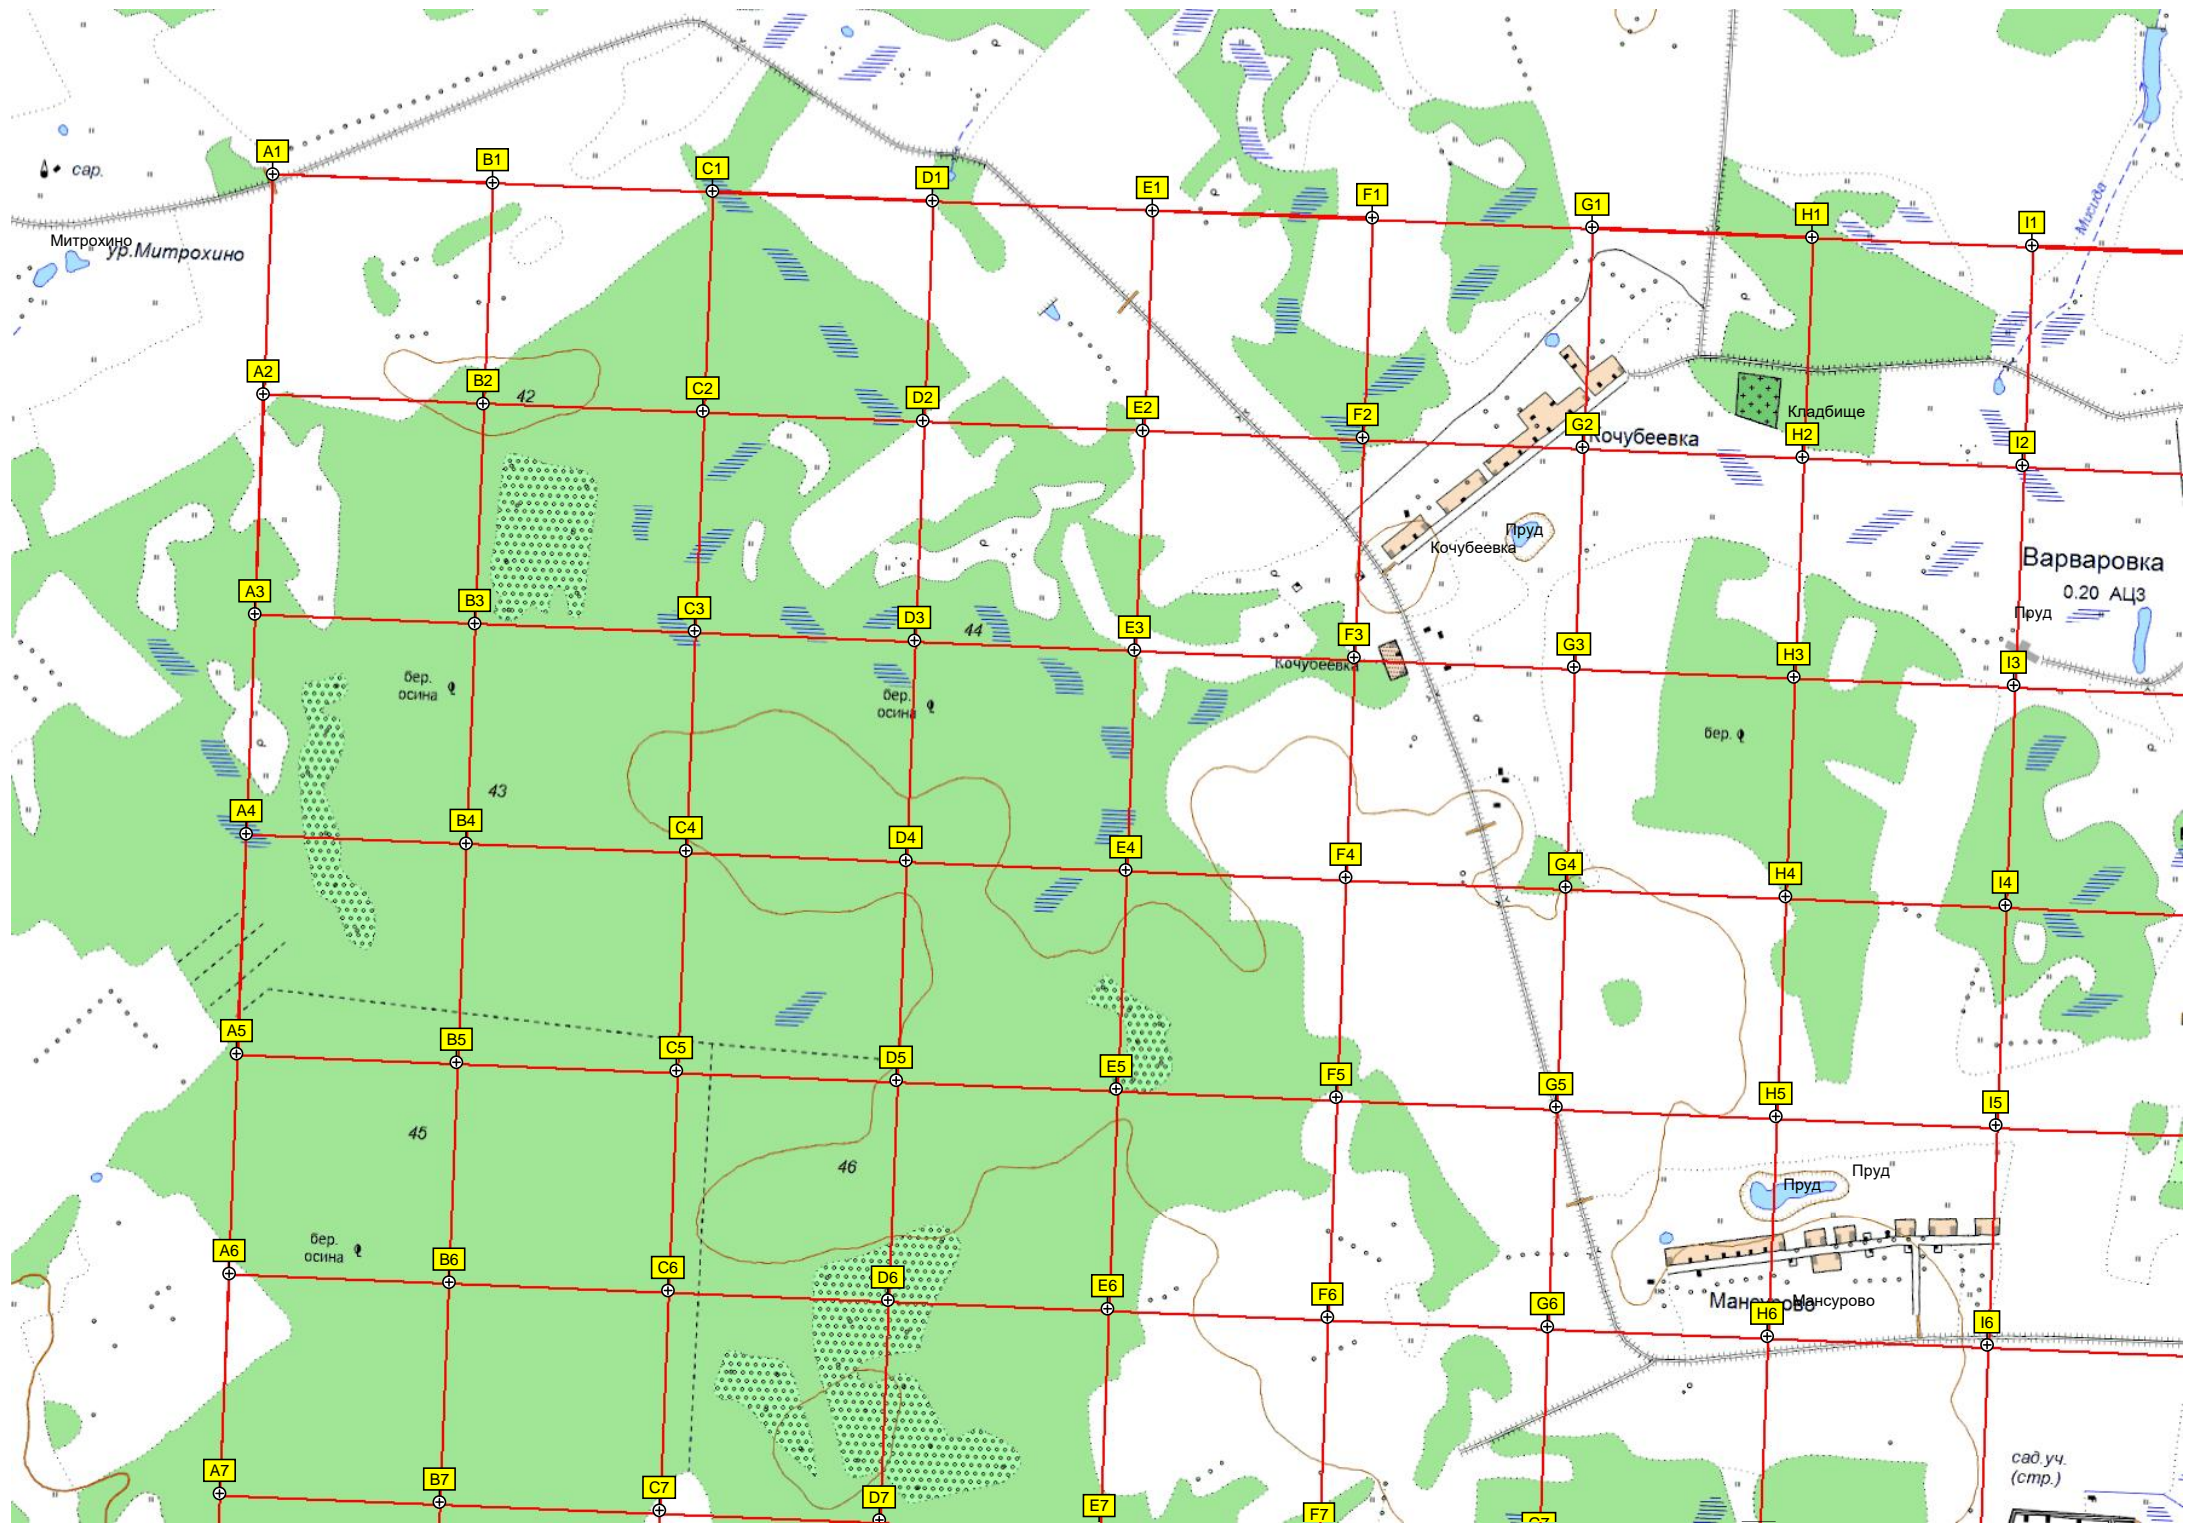 A1
B1
C1
D1
E1
F1
G1
H1
I1
сар.
Митрохино
ур.Митрохино
Мисида
A2
B2
42
C2
D2
E2
F2
G2
Кочубеевка
Кладбище
H2
I2
Пруд
Кочубеевка
Варваровка
0.20 АЦЗ
Пруд
A3
B3
C3
D3
44
E3
F3
Кочубеевка
G3
H3
I3
бер.
осина
бер.
осина
бер.
43
A4
B4
C4
D4
E4
F4
G4
H4
I4
A5
B5
C5
D5
E5
F5
G5
H5
I5
45
46
Пруд
Пруд
бер.
осина
A6
B6
C6
D6
E6
F6
G6
Мансурово
Мансурово
H6
I6
сад.уч.
(стр.)
A7
B7
C7
D7
E7
F7
G7